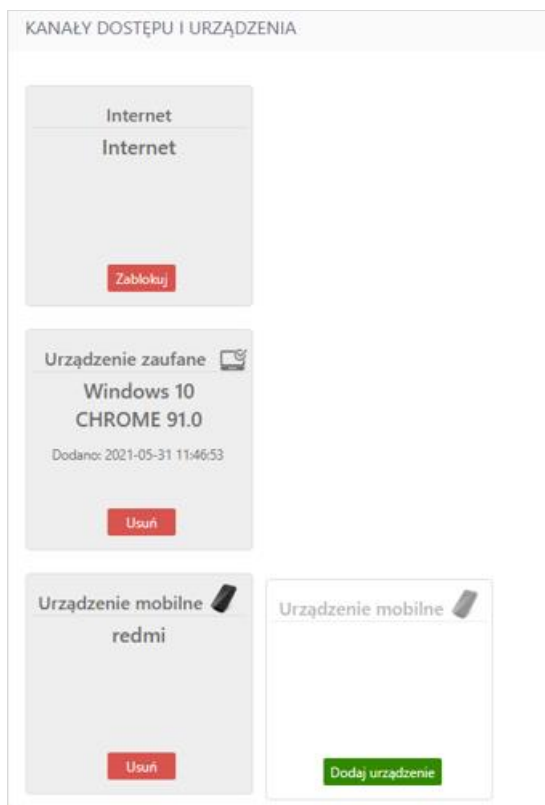 KANAŁY DOSTĘPU I URZĄDZENIA
Internet
Internet
Zablokuj
Urządzenie zaufane
Windows 10
CHROME 91.0
Dodano: 2021-05-31 11:46:53
Usuń
Urządzenie mobilne
redmi
Usuń
Urządzenie mobilne
Dodaj urządzenie